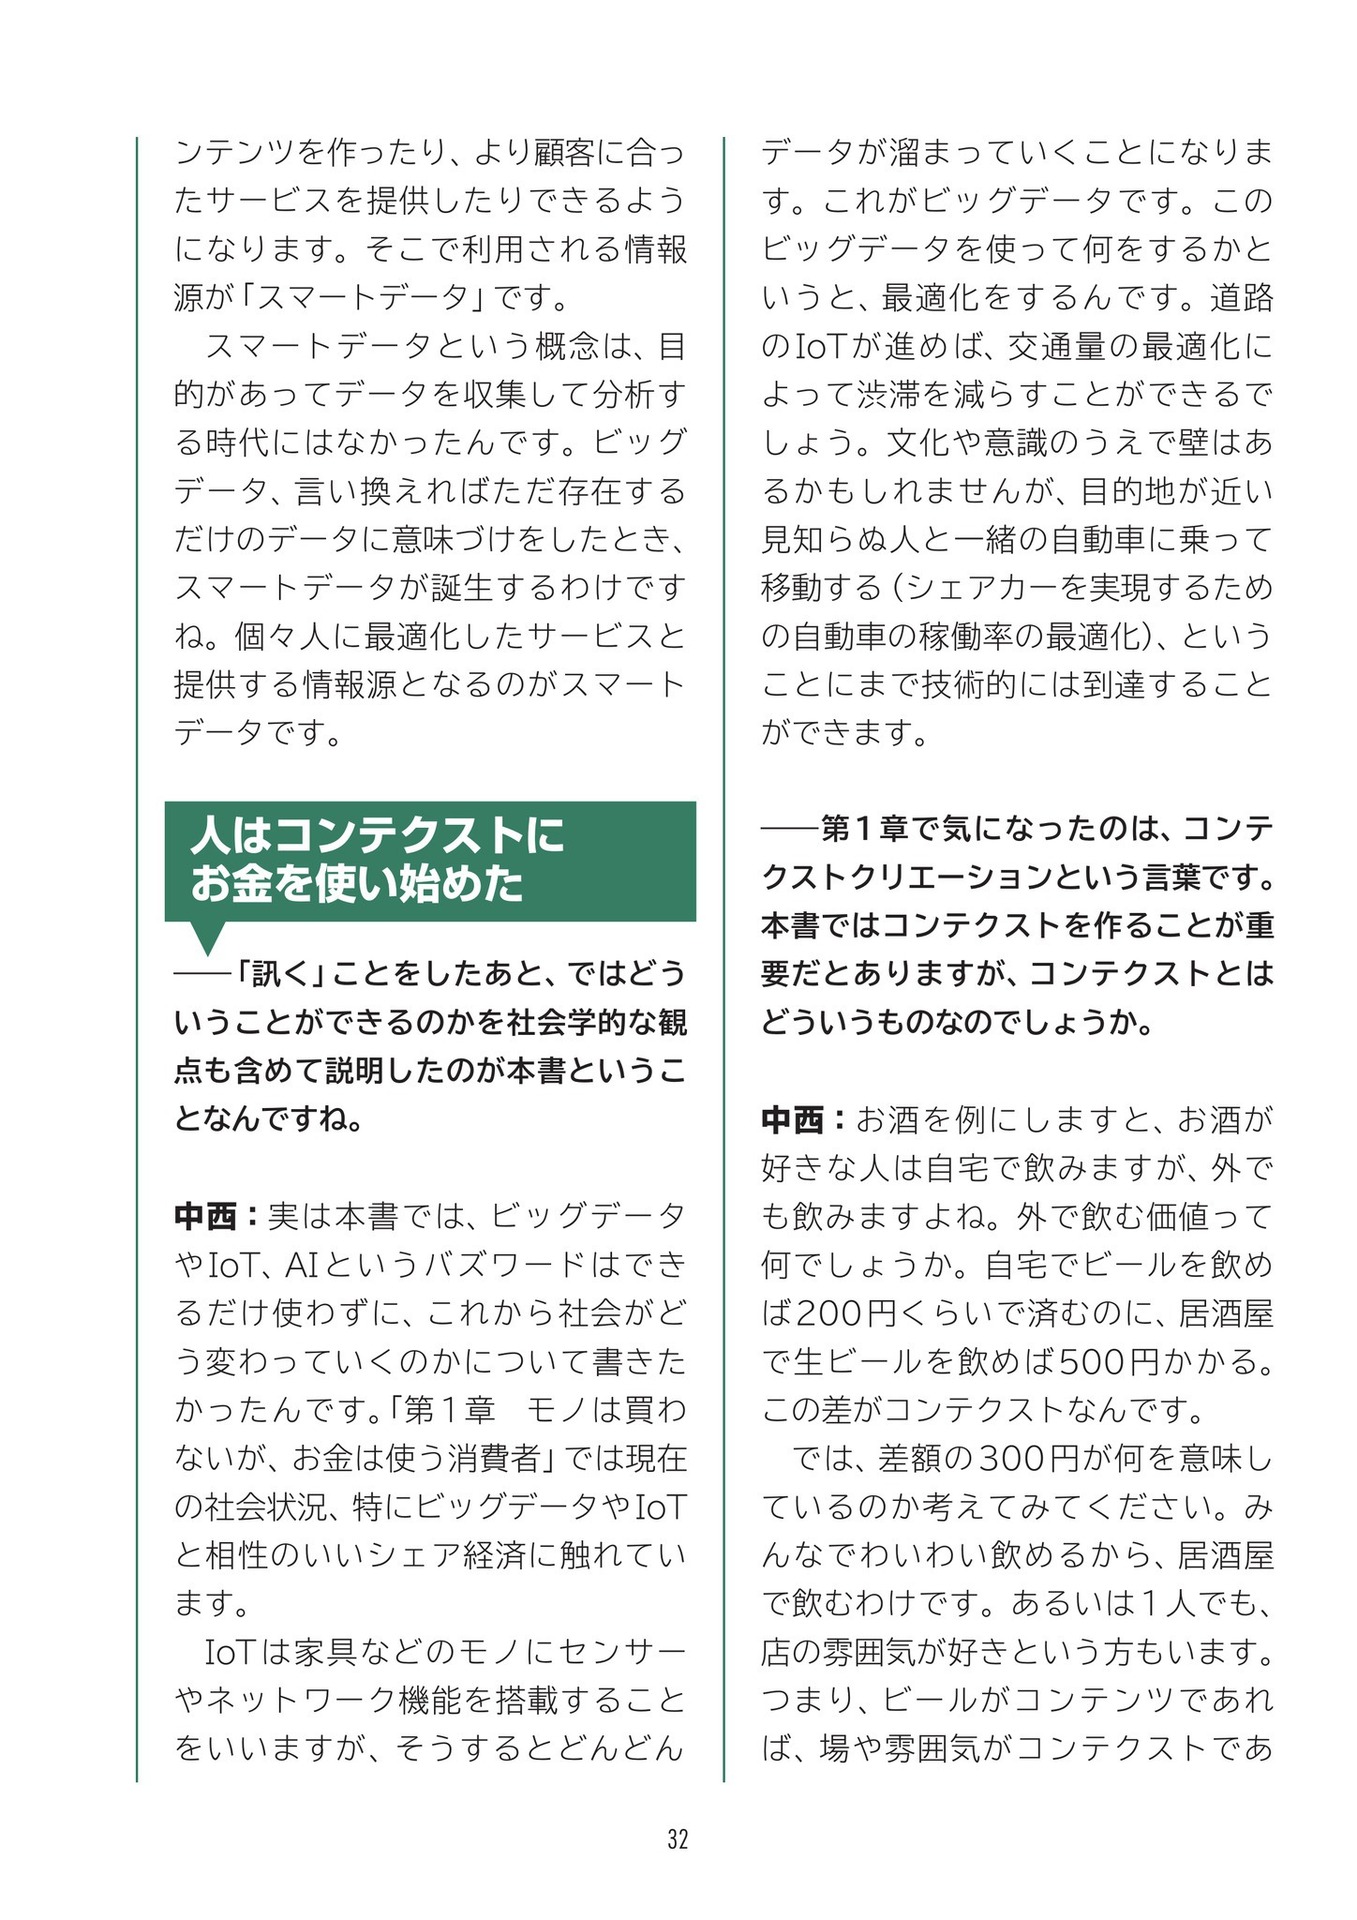 ンテンツを作ったり、より顧客に合っ
たサービスを提供したりできるよう
になります。そこで利用される情報
源が「スマートデータ」です。
　スマートデータという概念は、目
的があってデータを収集して分析す
る時代にはなかったんです。ビッグ
データ、言い換えればただ存在する
だけのデータに意味づけをしたとき、
スマートデータが誕生するわけです
ね。個々人に最適化したサービスと
提供する情報源となるのがスマート
データです。
人はコンテクストに
お金を使い始めた
――「訊く」ことをしたあと、ではどう
いうことができるのかを社会学的な観
点も含めて説明したのが本書というこ
となんですね。
中西：実は本書では、ビッグデータ
やIoT、AIというバズワードはでき
るだけ使わずに、これから社会がど
う変わっていくのかについて書きた
かったんです。「第１章　モノは買わ
ないが、お金は使う消費者」では現在
の社会状況、特にビッグデータやIoT
と相性のいいシェア経済に触れてい
ます。
　IoTは家具などのモノにセンサー
やネットワーク機能を搭載すること
をいいますが、そうするとどんどん
データが溜まっていくことになりま
す。これがビッグデータです。この
ビッグデータを使って何をするかと
いうと、最適化をするんです。道路
のIoTが進めば、交通量の最適化に
よって渋滞を減らすことができるで
しょう。文化や意識のうえで壁はあ
るかもしれませんが、目的地が近い
見知らぬ人と一緒の自動車に乗って
移動する（シェアカーを実現するため
の自動車の稼働率の最適化）、という
ことにまで技術的には到達すること
ができます。
――第１章で気になったのは、コンテ
クストクリエーションという言葉です。
本書ではコンテクストを作ることが重
要だとありますが、コンテクストとは
どういうものなのでしょうか。
中西：お酒を例にしますと、お酒が
好きな人は自宅で飲みますが、外で
も飲みますよね。外で飲む価値って
何でしょうか。自宅でビールを飲め
ば200円くらいで済むのに、居酒屋
で生ビールを飲めば500円かかる。
この差がコンテクストなんです。
　では、差額の300円が何を意味し
ているのか考えてみてください。み
んなでわいわい飲めるから、居酒屋
で飲むわけです。あるいは１人でも、
店の雰囲気が好きという方もいます。
つまり、ビールがコンテンツであれ
ば、場や雰囲気がコンテクストであ
32